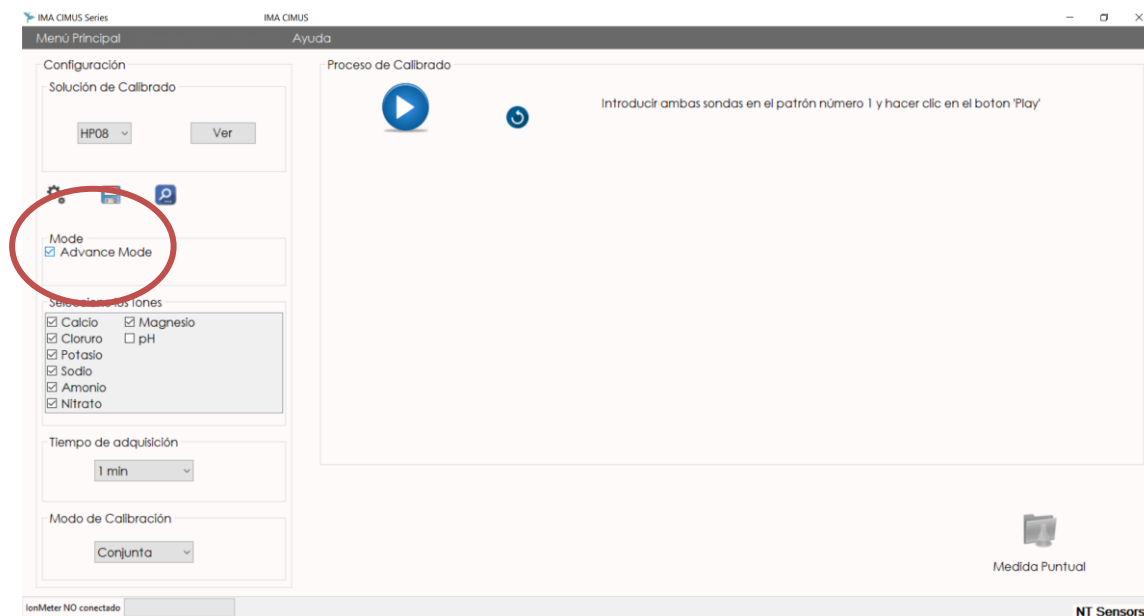 IMA CIMUS Series IMA CIMUS
Menú Principal Ayuda
Configuración
Solución de Calibrado
HP08 Ver
Mode
Advance Mode
Seleccione los Iones
Calcio Magnesio
Cloruro pH
Potasio
Sodio
Amonio
Nitrato
Tiempo de adquisición
1 min
Modo de Calibración
Conjunta
Proceso de Calibrado
Introducir ambas sondas en el patrón número 1 y hacer clic en el boton 'Play'
Medida Puntual
IonMeter NO conectado
NT Sensors